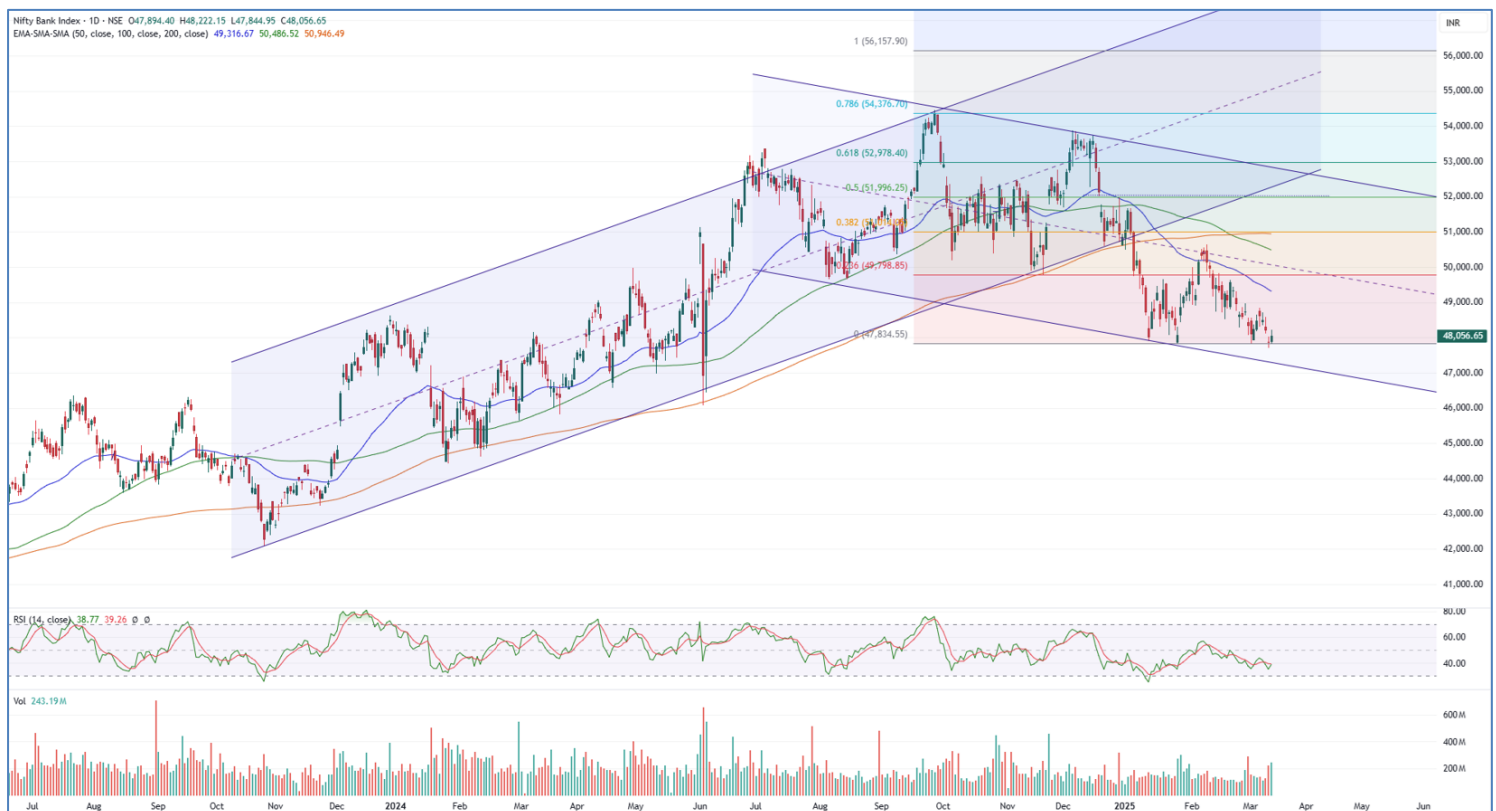 Nifty Bank Index · 1D · NSE O47,894.40 H48,222.15 L47,844.95 C48,056.65
EMA-SMA-SMA (50, close, 100, close, 200, close) 49,316.67 50,486.52 50,946.49
INR
1 (56,157.90)
56,000.00
55,000.00
0.786 (54,376.70)
54,000.00
0.618 (52,978.40)
53,000.00
0.5 (51,996.25)
52,000.00
0.382
51,000.00
49,798.85)
50,000.00
49,000.00
0 (47,834.55)
48,056.65
47,000.00
46,000.00
45,000.00
44,000.00
43,000.00
42,000.00
41,000.00
RSI (14, close) 38.77 39.26 Ø Ø
80.00
60.00
40.00
Vol 243.19M
600M
400M
200M
Jul Aug Sep Oct Nov Dec 2024 Feb Mar Apr May Jun Jul Aug Sep Oct Nov Dec 2025 Feb Mar Apr May Jun